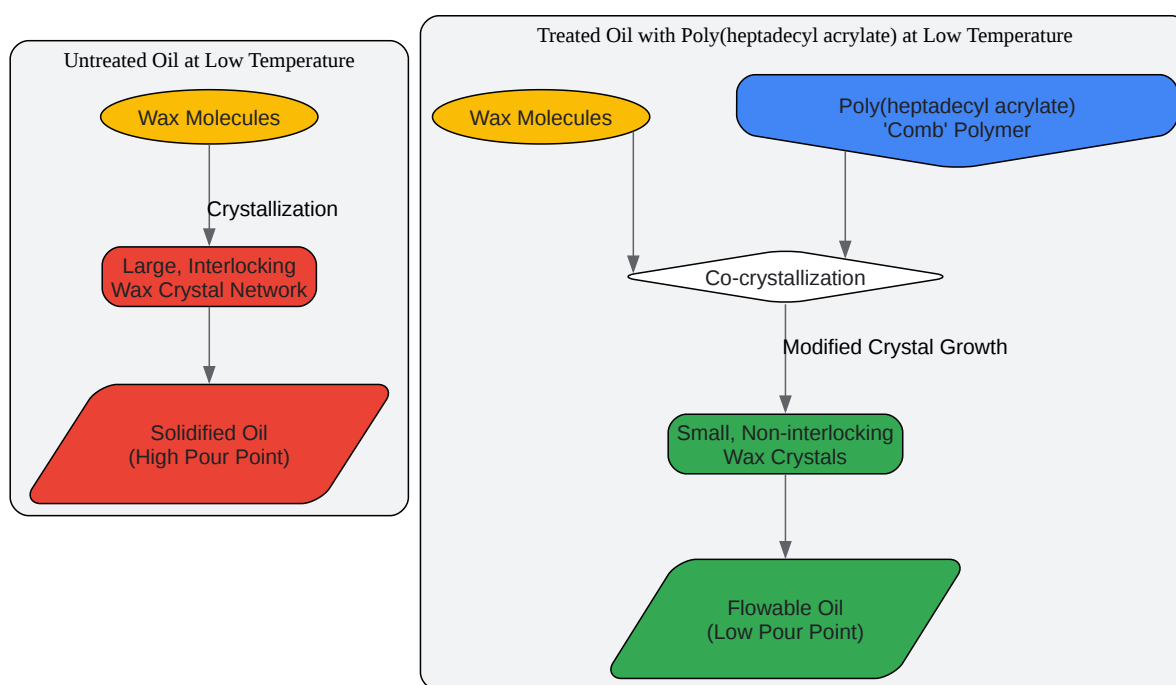 Untreated Oil at Low Temperature
Wax Molecules
Crystallization
Large, Interlocking
Wax Crystal Network
Solidified Oil
(High Pour Point)
Treated Oil with Poly(heptadecyl acrylate) at Low Temperature
Wax Molecules
Poly(heptadecyl acrylate)
'Comb' Polymer
Co-crystallization
Modified Crystal Growth
Small, Non-interlocking
Wax Crystals
Flowable Oil
(Low Pour Point)